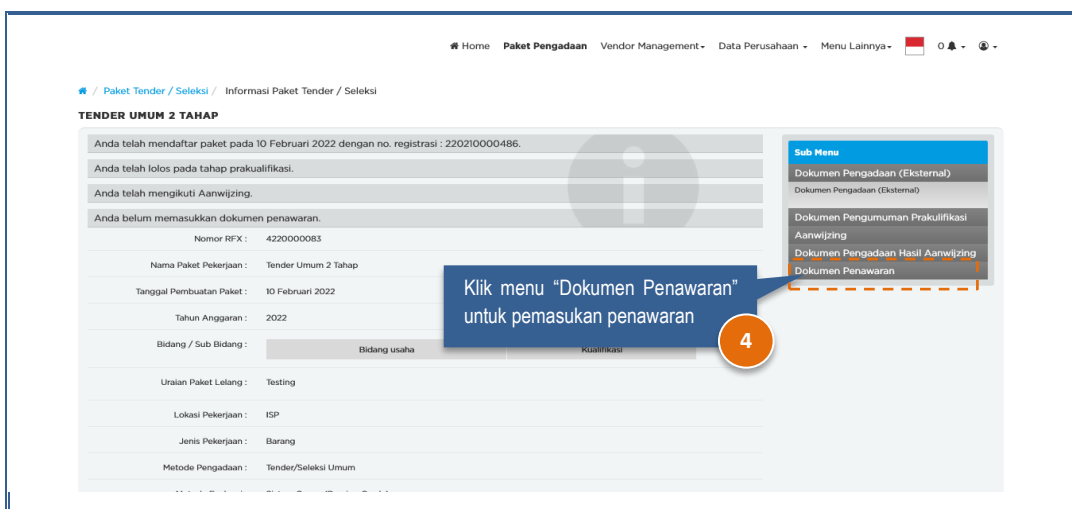 Home Paket Pengadaan Vendor Management Data Perusahaan Menu Lainnya 0
/ Paket Tender / Seleksi / Informasi Paket Tender / Seleksi
TENDER UMUM 2 TAHAP
Anda telah mendaftar paket pada 10 Februari 2022 dengan no. registrasi : 220210000486.
Anda telah lolos pada tahap prakualifikasi.
Anda telah mengikuti Aanwijzing.
Anda belum memasukkan dokumen penawaran.
Nomor RFX : 4220000083
Nama Paket Pekerjaan : Tender Umum 2 Tahap
Tanggal Pembuatan Paket : 10 Februari 2022
Tahun Anggaran : 2022
Bidang / Sub Bidang :
Bidang usaha Kualifikasi
Uraian Paket Lelang : Testing
Lokasi Pekerjaan : ISP
Jenis Pekerjaan : Barang
Metode Pengadaan : Tender/Seleksi Umum
Sub Menu
Dokumen Pengadaan (Eksternal)
Dokumen Pengadaan (Eksternal)
Dokumen Pengumuman Prakulifikasi
Aanwijzing
Dokumen Pengadaan Hasil Aanwijzing
Dokumen Penawaran
Klik menu “Dokumen Penawaran”
untuk pemasukan penawaran
4